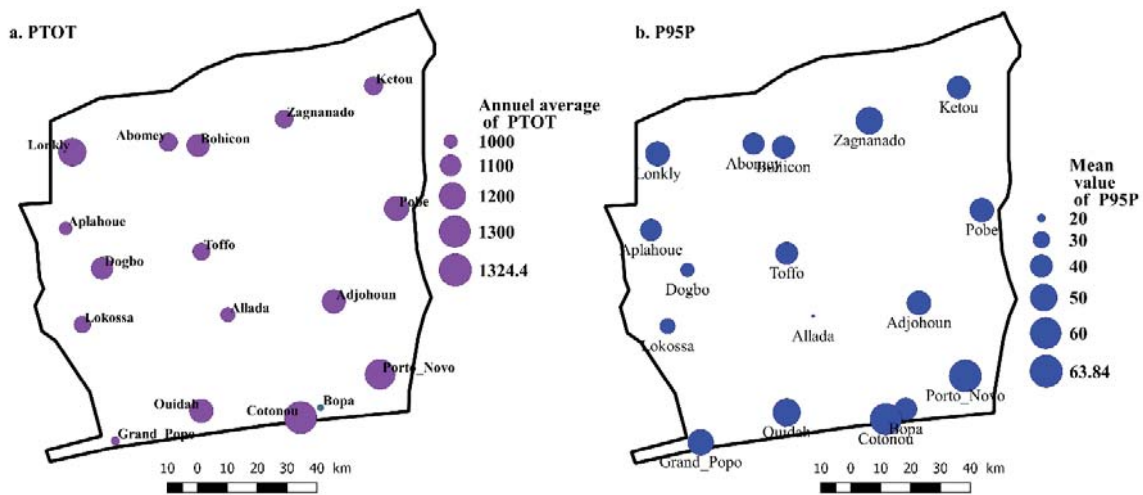 a. PTOT
Ketou
Zagnanado
Abomey
Bohicon
Lonkly
Aplahoue
Pobe
Toffo
Dogbo
Adjohoun
Allada
Lokossa
Porto_Novo
Ouidah
Cotonou
Bopa
Grand_Popo
Annuel average
of PTOT
1000
1100
1200
1300
1324.4
10 0 10 20 30 40 km
b. P95P
Ketou
Zagnanado
Abomey
Bohicon
Lonkly
Pobe
Aplahoue
Toffo
Dogbo
Allada
Adjohoun
Lokossa
Porto_Novo
Ouidah
Bopa
Cotonou
Grand_Popo
Mean
value
of P95P
20
30
40
50
60
63.84
10 0 10 20 30 40 km